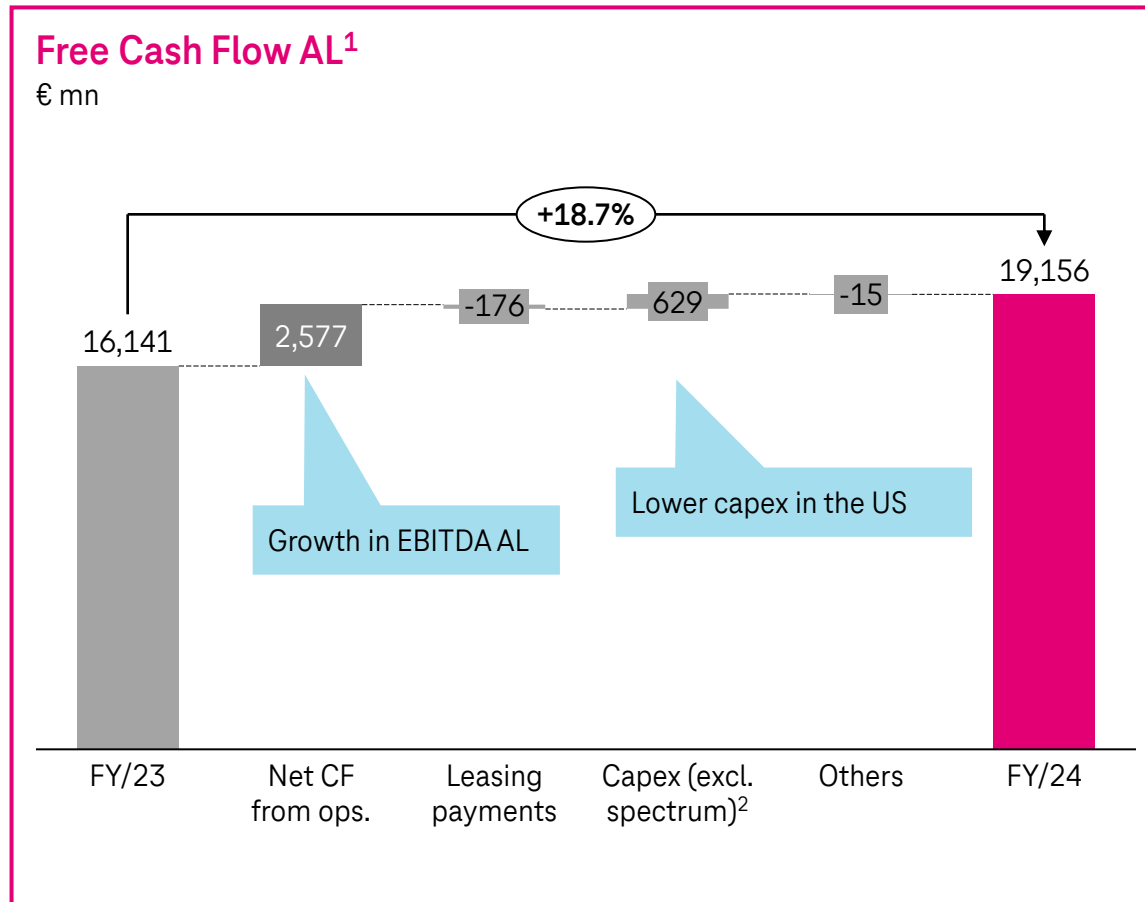 Free Cash Flow AL¹
€ mn
+18.7%
16,141
2,577
-176
629
-15
19,156
Growth in EBITDA AL
Lower capex in the US
FY/23
Net CF
from ops.
Leasing
payments
Capex (excl.
spectrum)²
Others
FY/24